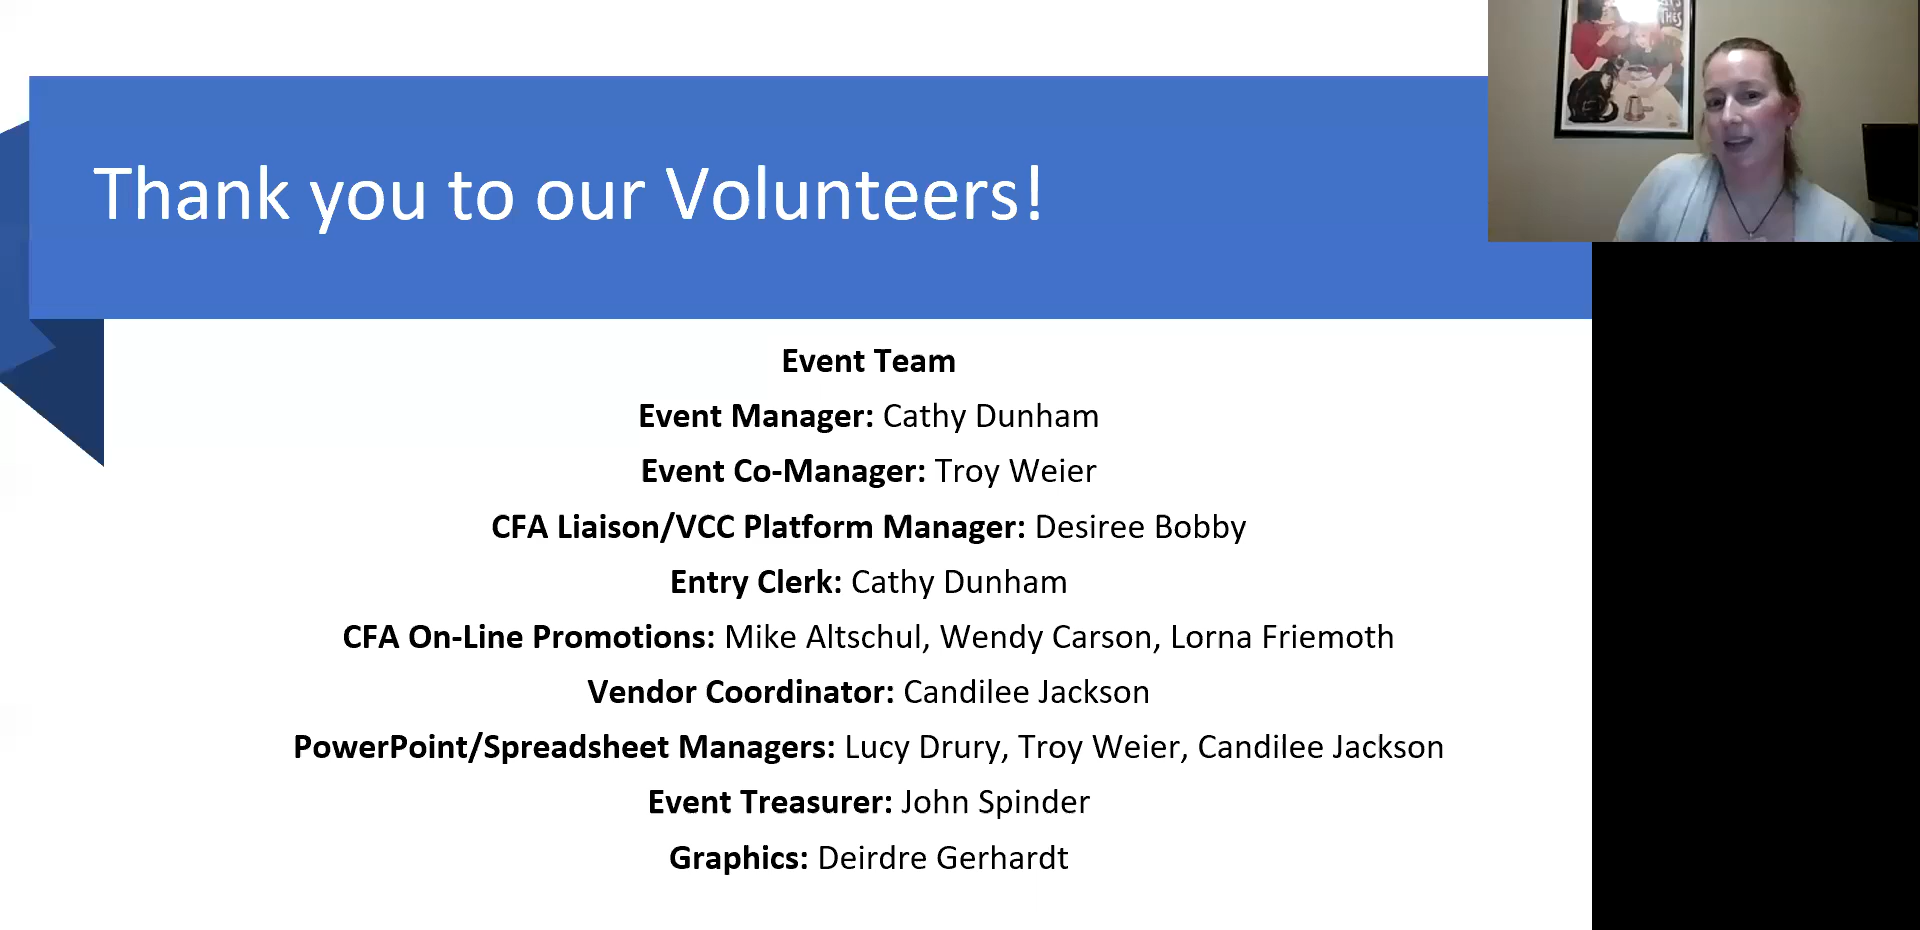 Thank you to our Volunteers!
Event Team
Event Manager: Cathy Dunham
Event Co-Manager: Troy Weier
CFA Liaison/VCC Platform Manager: Desiree Bobby
Entry Clerk: Cathy Dunham
CFA On-Line Promotions: Mike Altschul, Wendy Carson, Lorna Friemoth
Vendor Coordinator: Candilee Jackson
PowerPoint/Spreadsheet Managers: Lucy Drury, Troy Weier, Candilee Jackson
Event Treasurer: John Spinder
Graphics: Deirdre Gerhardt